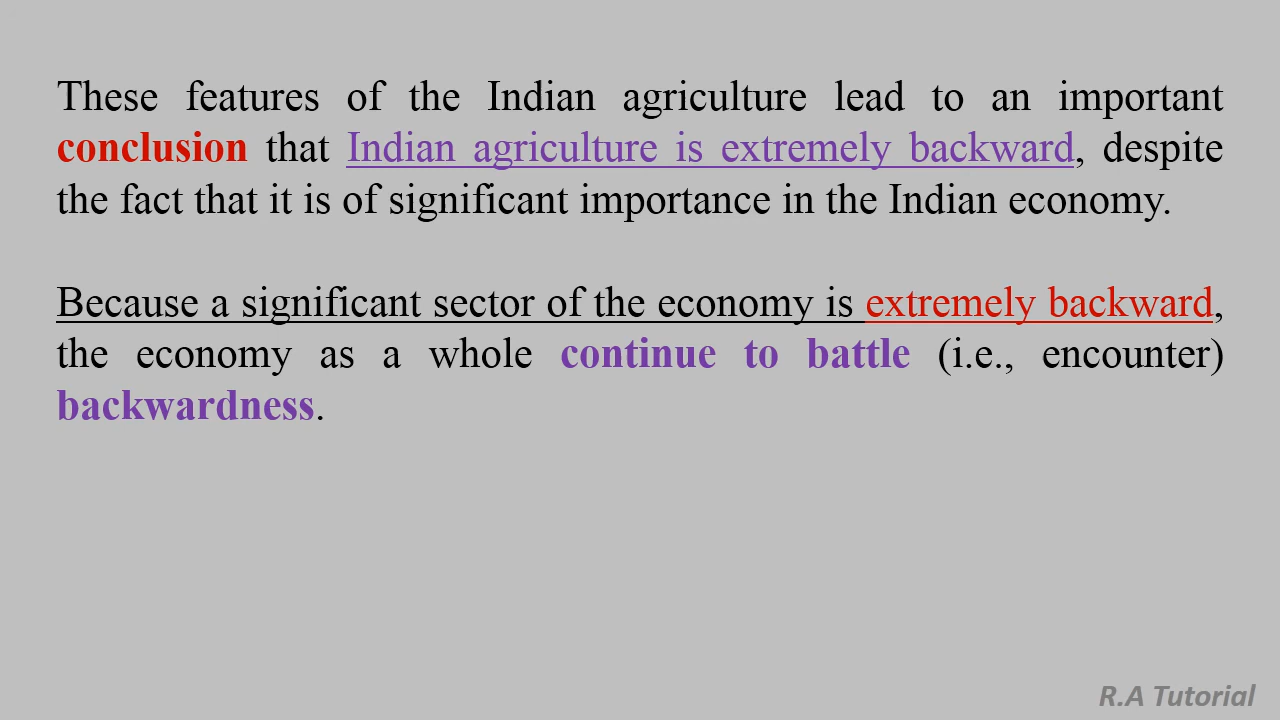 These features of the Indian agriculture lead to an important
conclusion that Indian agriculture is extremely backward, despite
the fact that it is of significant importance in the Indian economy.
Because a significant sector of the economy is extremely backward,
the economy as a whole continue to battle (i.e., encounter)
backwardness.
R.A Tutorial